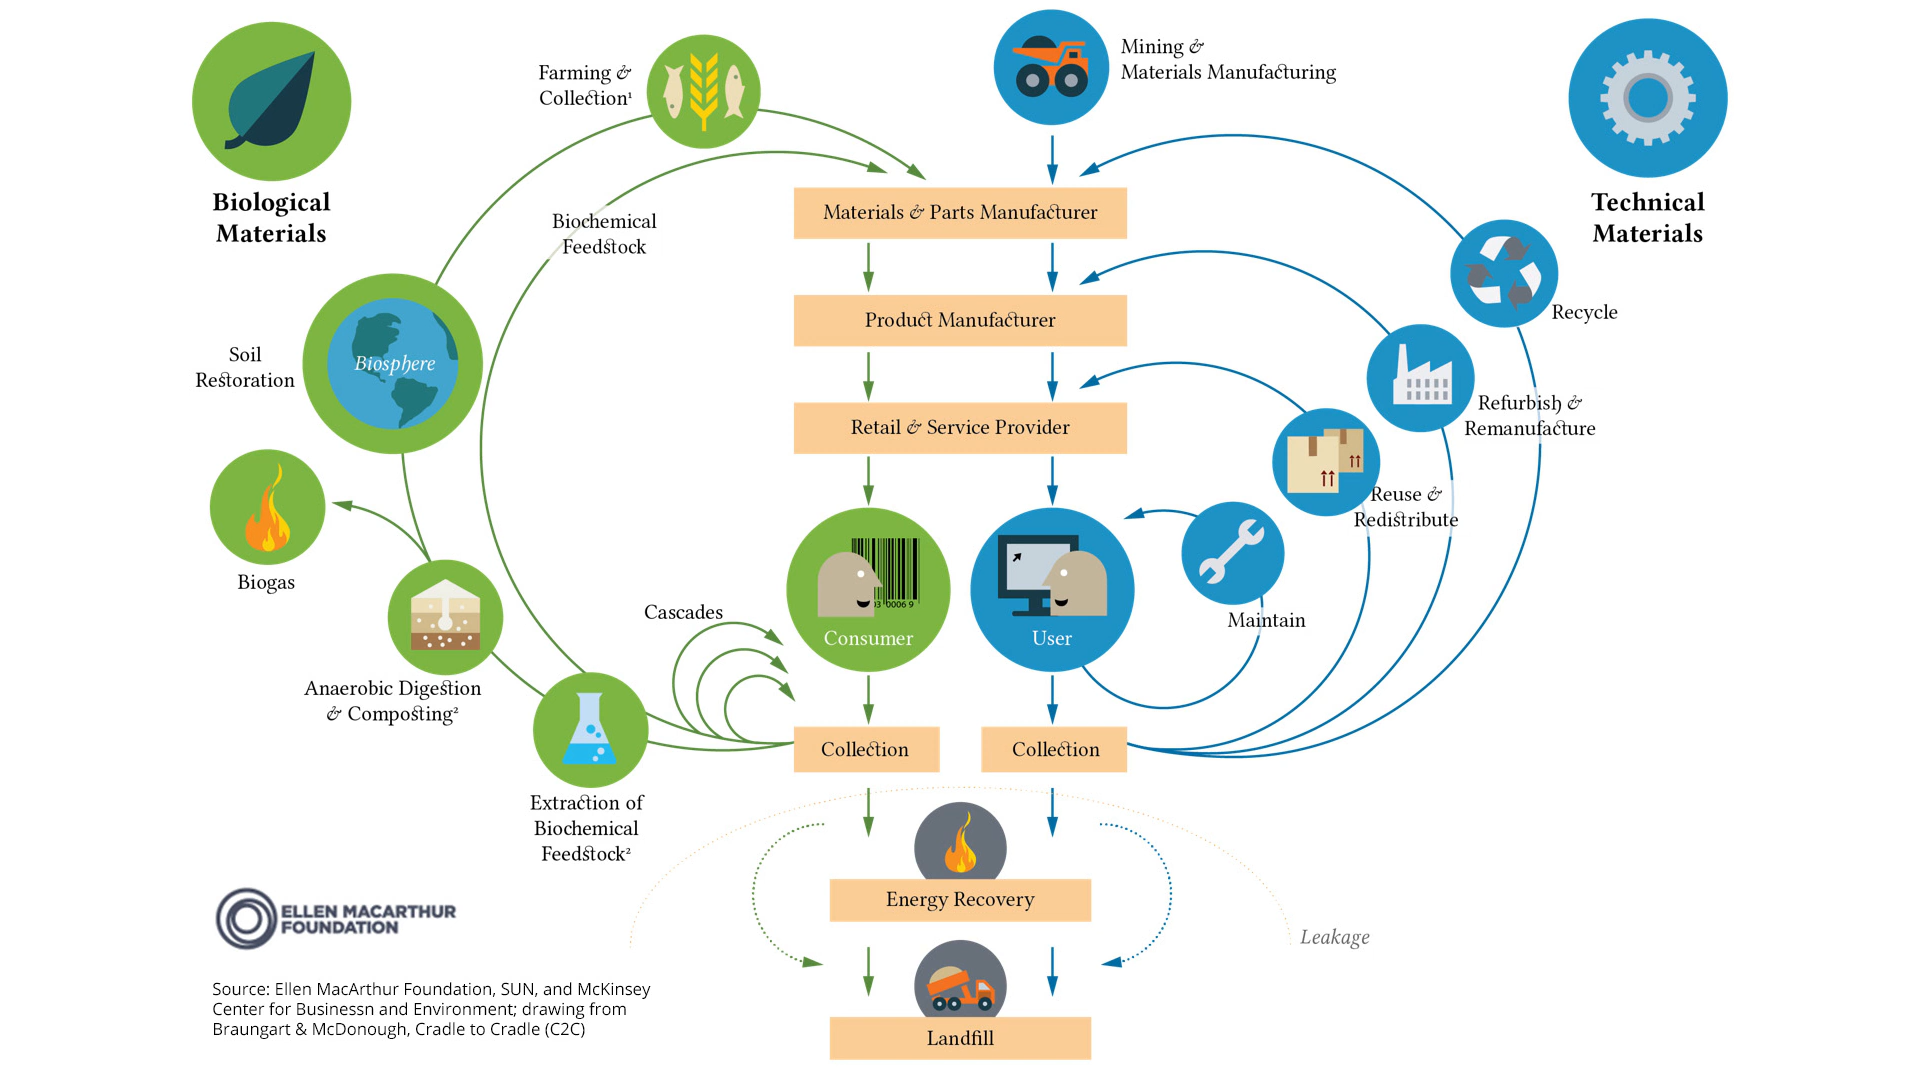 Farming &
Collection¹
Mining &
Materials Manufacturing
Biological
Materials
Technical
Materials
Materials & Parts Manufacturer
Biochemical
Feedstock
Recycle
Product Manufacturer
Soil
Restoration
Biosphere
Refurbish &
Remanufacture
Retail & Service Provider
Reuse &
Redistribute
Biogas
03 0006 9
Cascades
Consumer
User
Maintain
Anaerobic Digestion
& Composting²
Collection
Collection
Extraction of
Biochemical
Feedstock²
Energy Recovery
ELLEN MACARTHUR
FOUNDATION
Leakage
Source: Ellen MacArthur Foundation, SUN, and McKinsey
Center for Businessn and Environment; drawing from
Braungart & McDonough, Cradle to Cradle (C2C)
Landfill